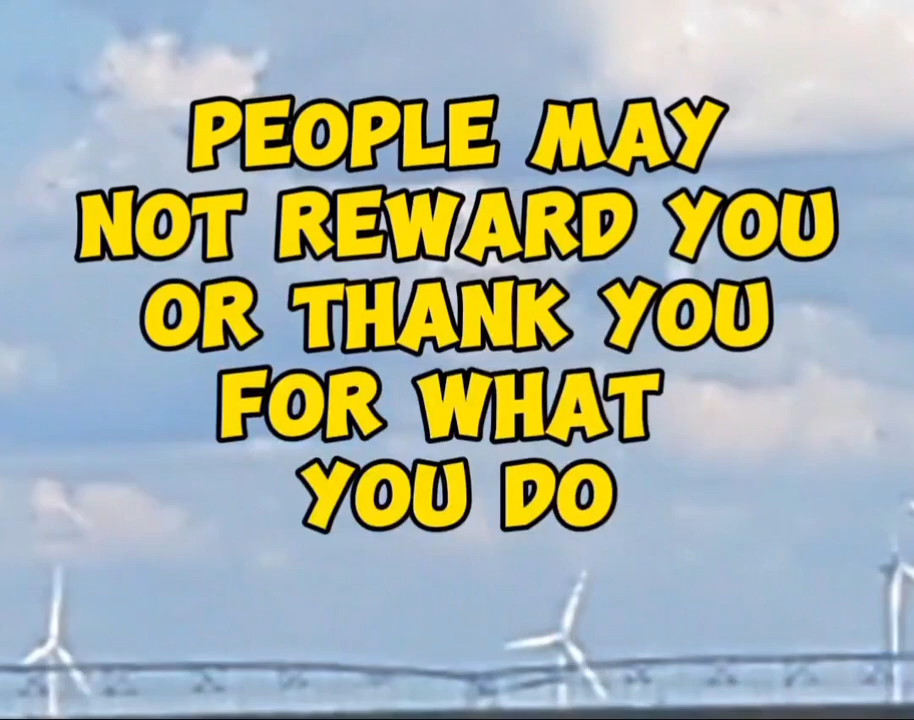 PEOPLE MAY
NOT REWARD YOU
OR THANK YOU
FOR WHAT
YOU DO